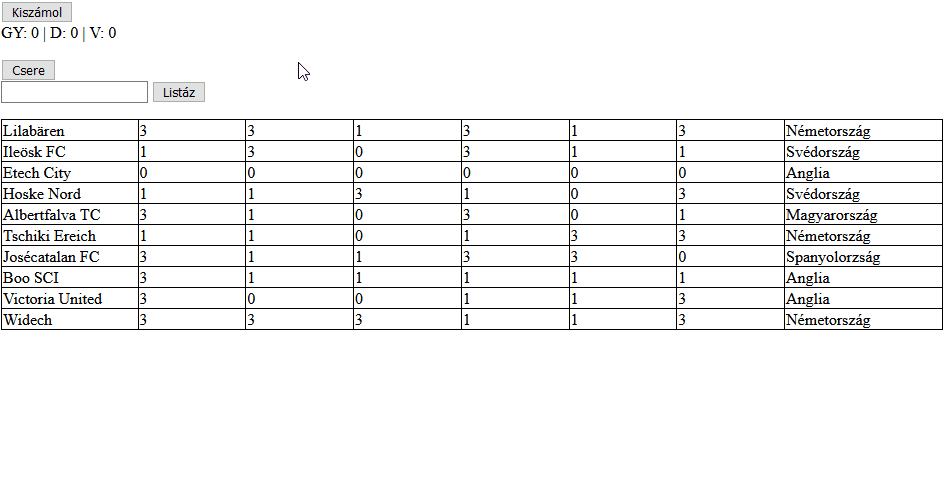 Kiszámol
GY: 0 | D: 0 | V: 0
Csere
Listáz
Lilabären 3 3 1 3 1 3 Németország
Ileösk FC 1 3 0 3 1 1 Svédország
Etech City 0 0 0 0 0 0 Anglia
Hoske Nord 1 1 3 1 0 3 Svédország
Albertfalva TC 3 1 0 3 0 1 Magyarország
Tschiki Ereich 1 1 0 1 3 3 Németország
Josécatalan FC 3 1 1 3 3 0 Spanyolorzság
Boo SCI 3 1 1 1 1 1 Anglia
Victoria United 3 0 0 1 1 3 Anglia
Widech 3 3 3 1 1 3 Németország